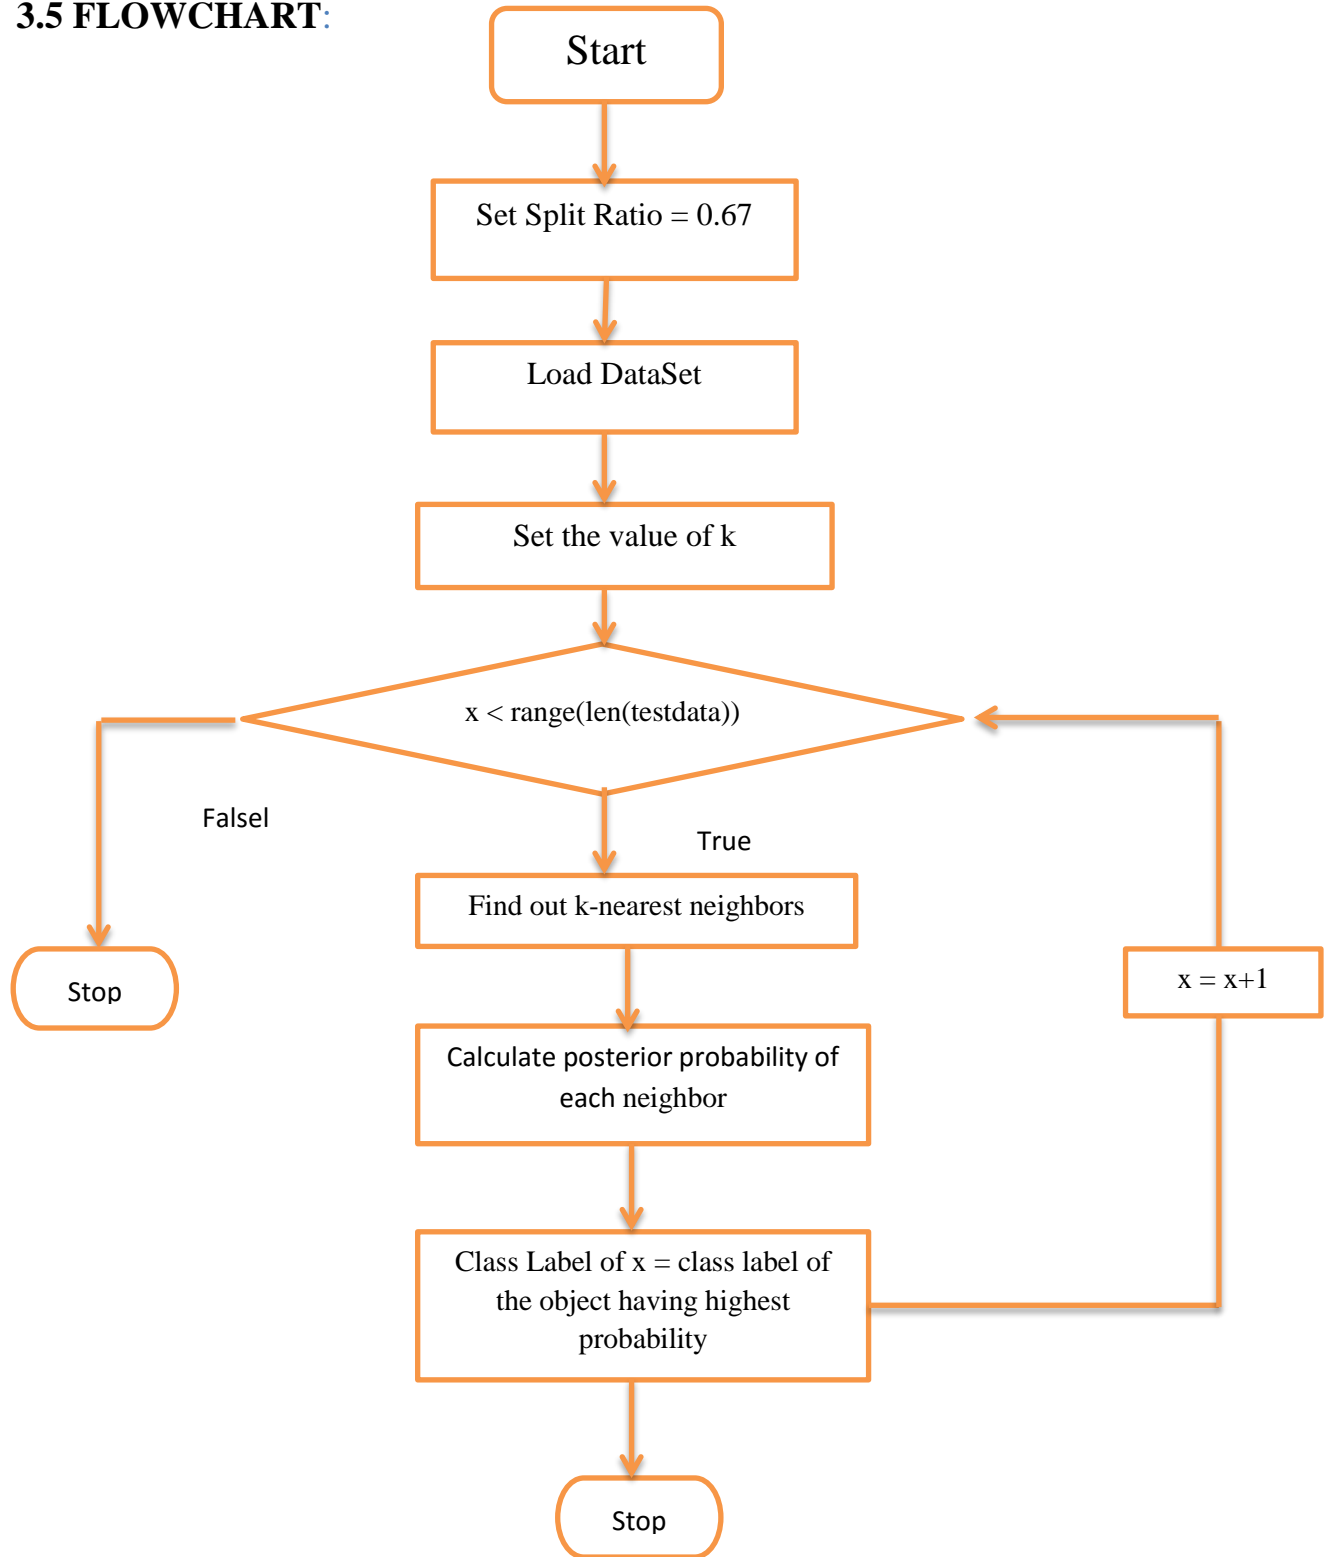 3.5 FLOWCHART:
Start
Set Split Ratio = 0.67
Load DataSet
Set the value of k
x < range(len(testdata))
Falsel
True
Find out k-nearest neighbors
Stop
x = x+1
Calculate posterior probability of
each neighbor
Class Label of x = class label of
the object having highest
probability
Stop